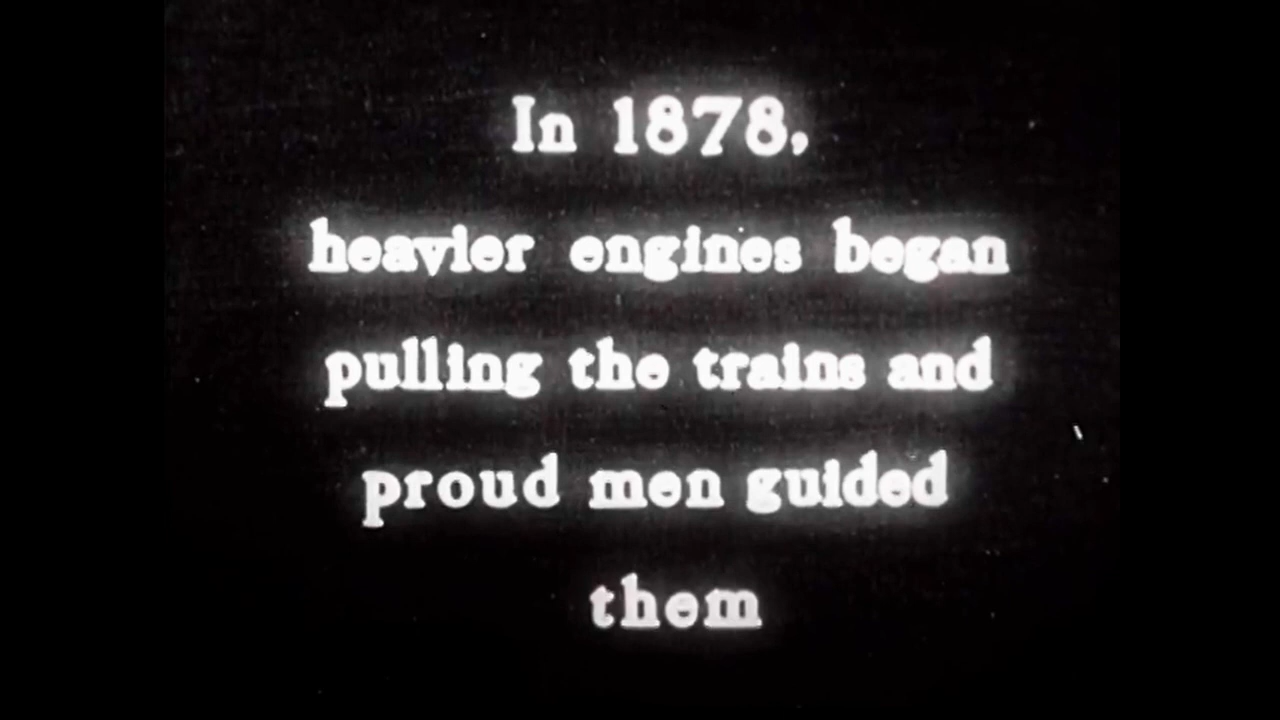 In 1878,
heavier engines began
pulling the trains and
proud men guided
them